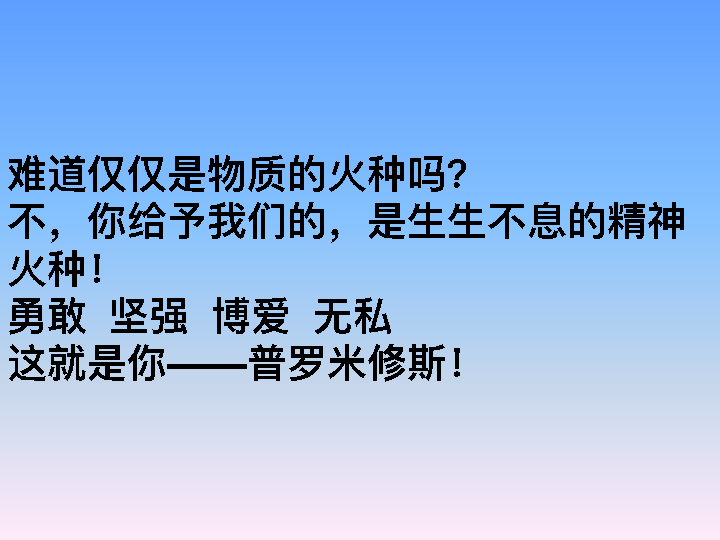 难道仅仅是物质的火种吗？
不，你给予我们的，是生生不息的精神
火种！
勇敢 坚强 博爱 无私
这就是你——普罗米修斯！